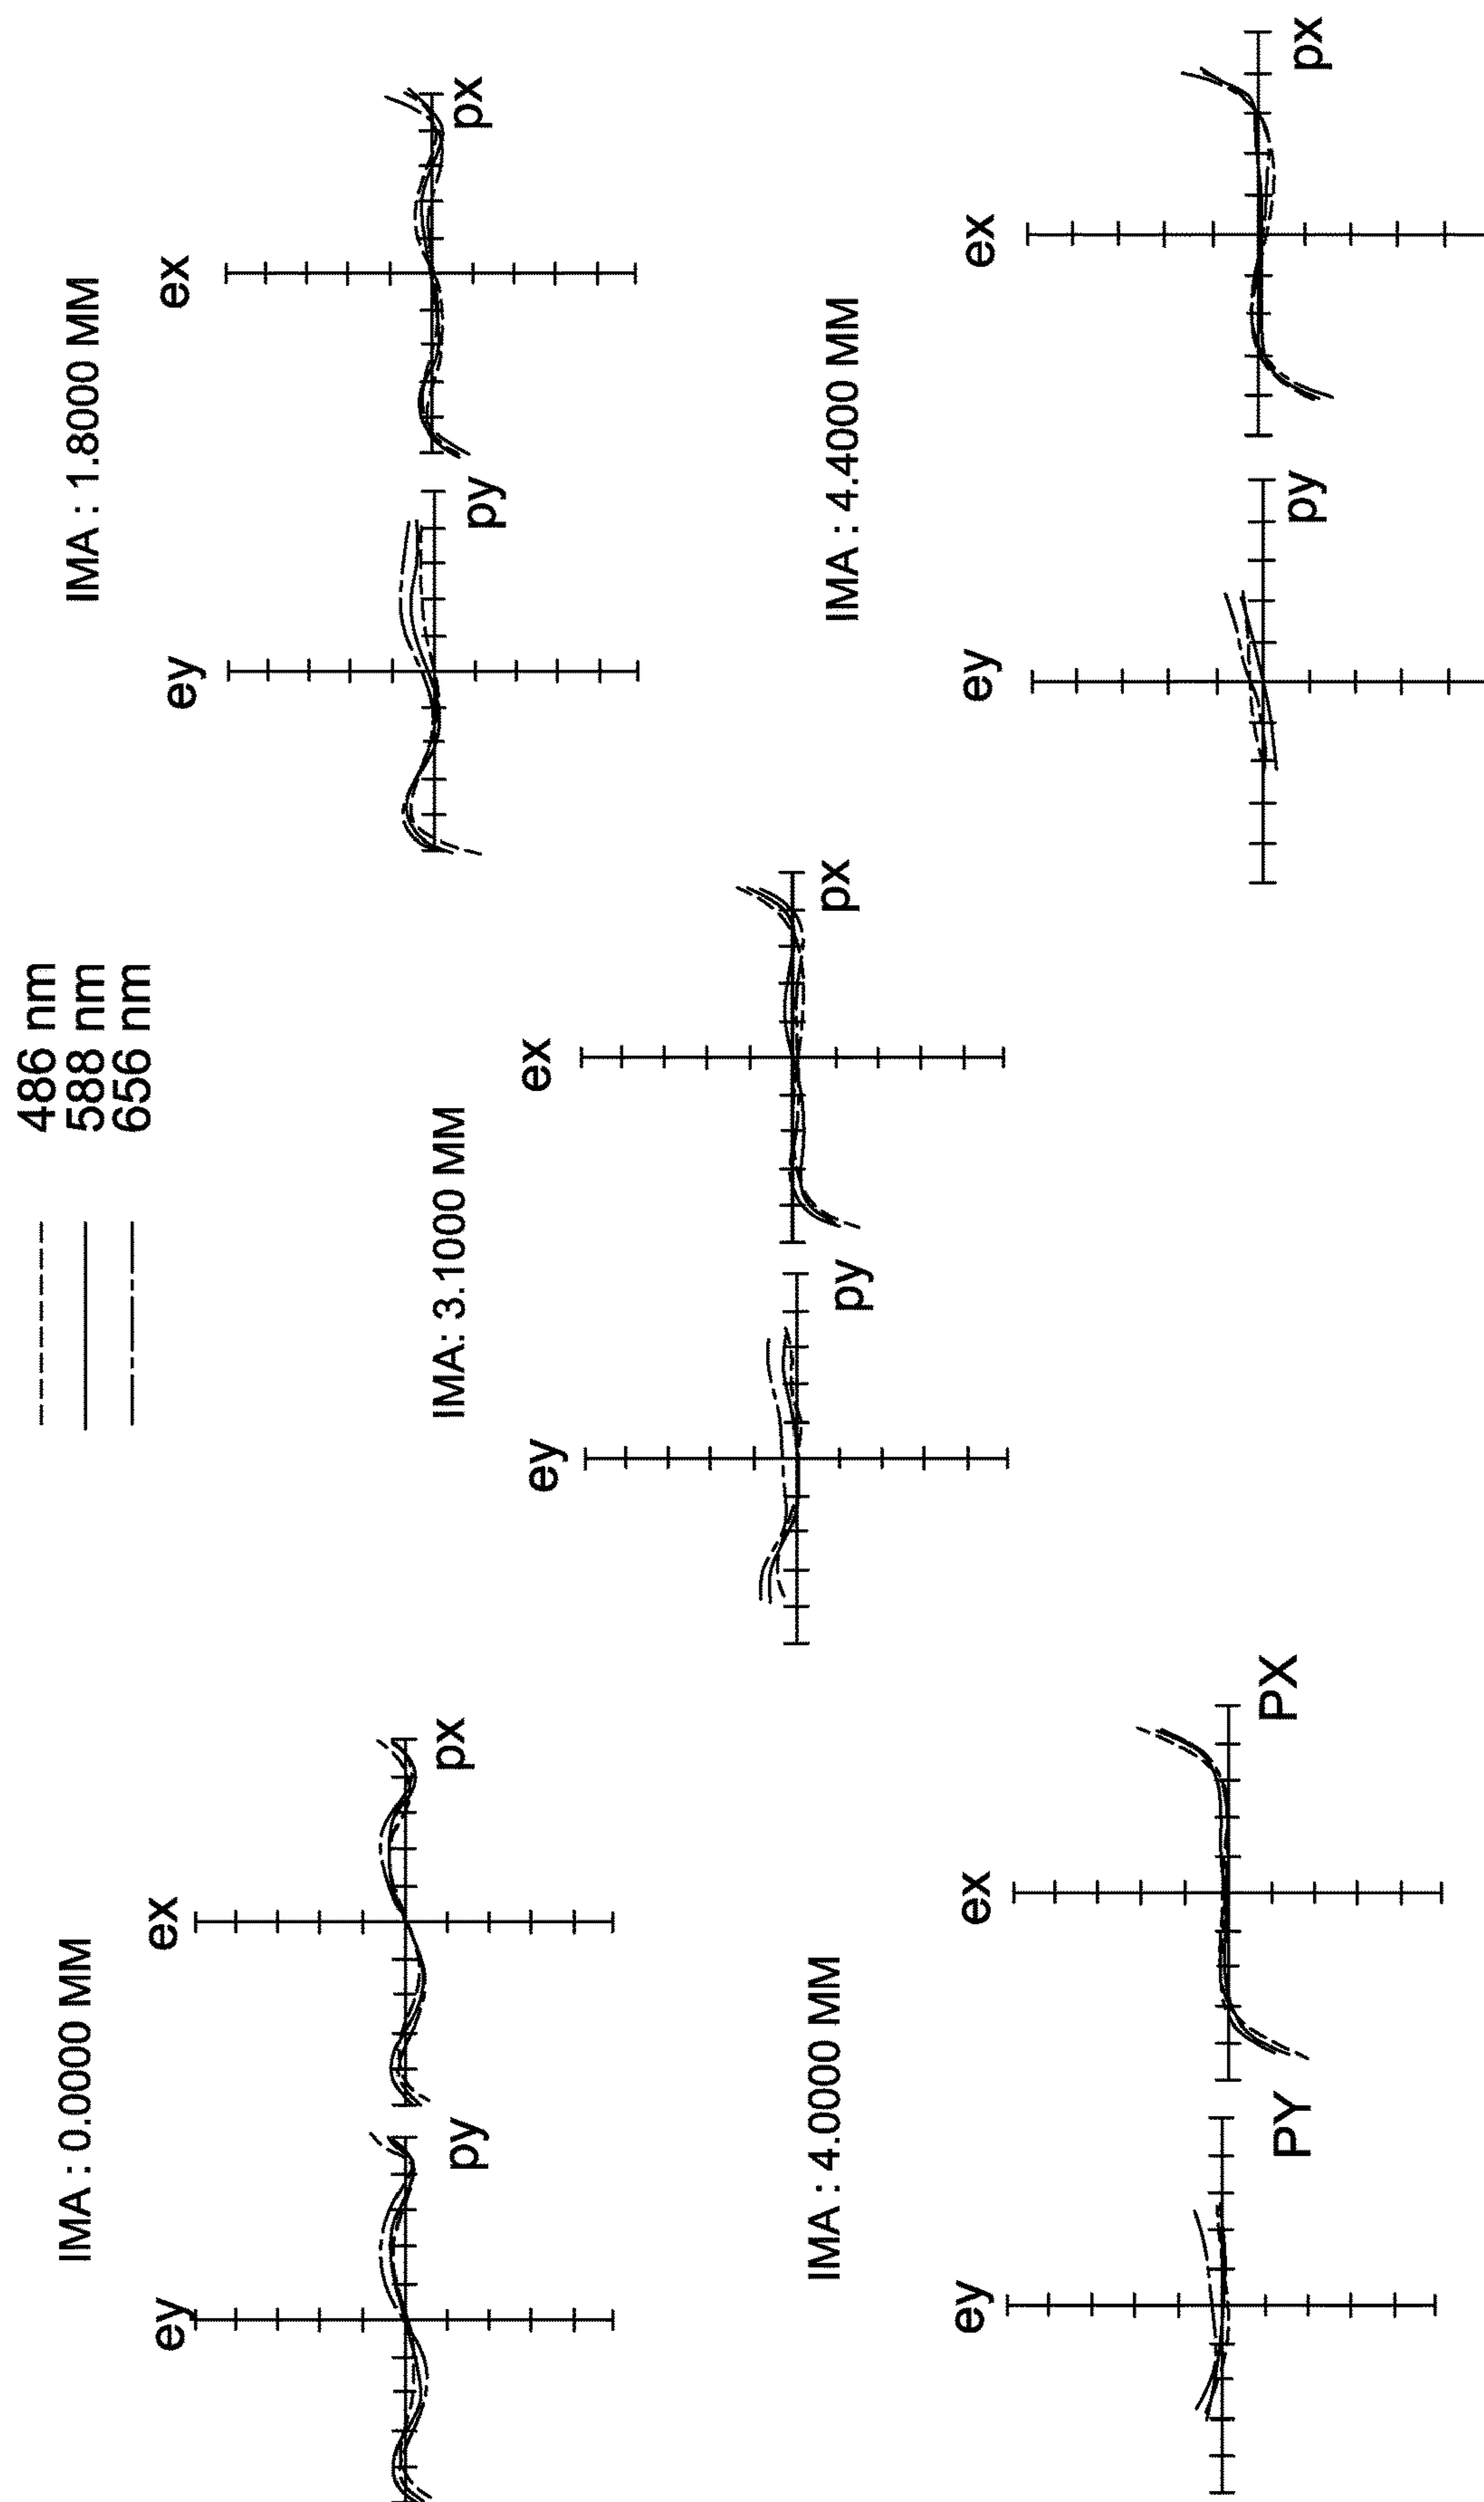 486 nm
588 nm
656 nm
IMA : 0.0000 MM
ey
ex
py
px
IMA : 1.8000 MM
ey
ex
py
px
IMA: 3.1000 MM
ey
ex
py
px
IMA : 4.0000 MM
ey
ex
PY
PX
IMA : 4.4000 MM
ey
ex
py
px